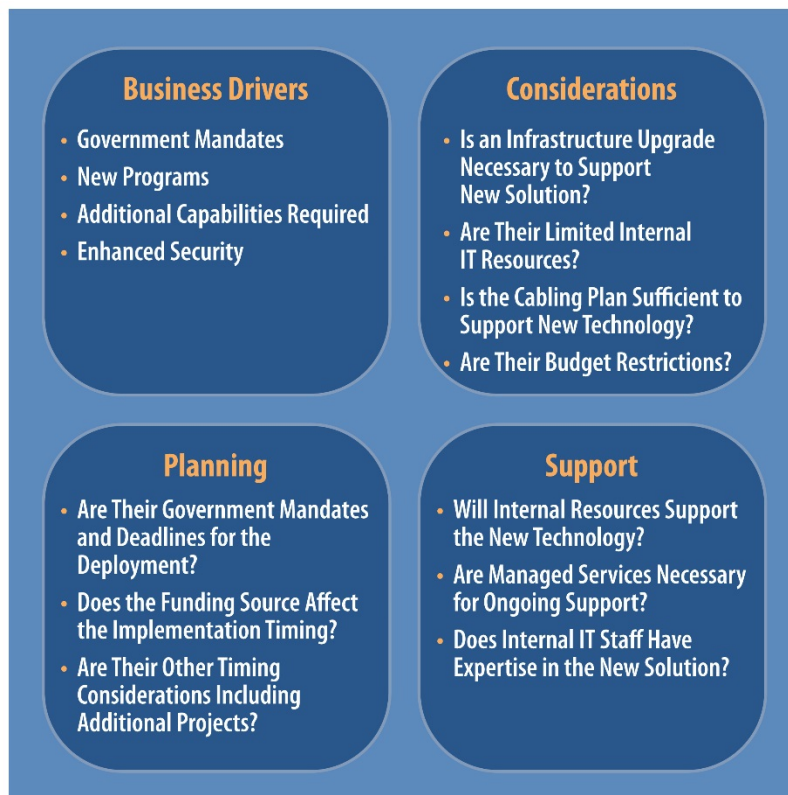 Business Drivers
• Government Mandates
• New Programs
• Additional Capabilities Required
• Enhanced Security
Considerations
• Is an Infrastructure Upgrade
Necessary to Support
New Solution?
• Are Their Limited Internal
IT Resources?
• Is the Cabling Plan Sufficient to
Support New Technology?
• Are Their Budget Restrictions?
Planning
• Are Their Government Mandates
and Deadlines for the
Deployment?
• Does the Funding Source Affect
the Implementation Timing?
• Are Their Other Timing
Considerations Including
Additional Projects?
Support
• Will Internal Resources Support
the New Technology?
• Are Managed Services Necessary
for Ongoing Support?
• Does Internal IT Staff Have
Expertise in the New Solution?